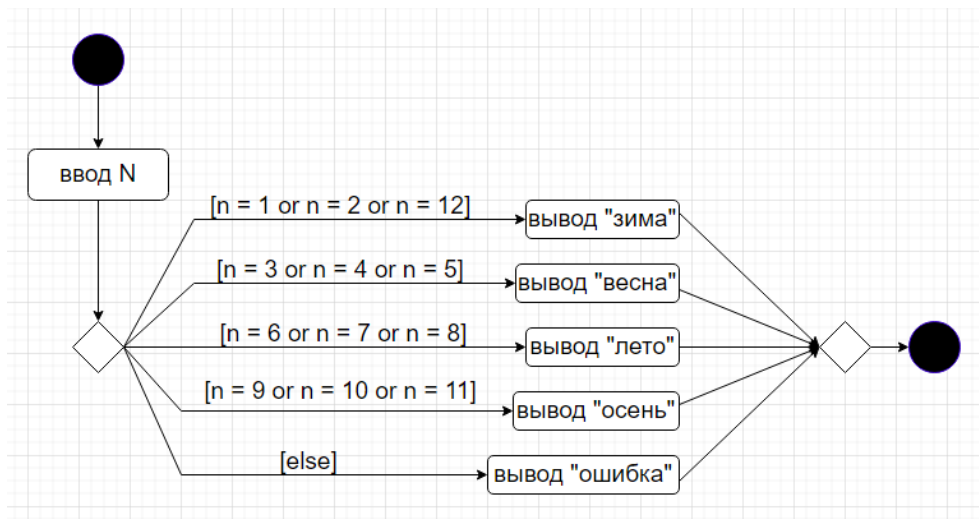 ввод N
[n = 1 or n = 2 or n = 12]
вывод "зима"
[n = 3 or n = 4 or n = 5]
вывод "весна"
[n = 6 or n = 7 or n = 8]
вывод "лето"
[n = 9 or n = 10 or n = 11]
вывод "осень"
[else]
вывод "ошибка"